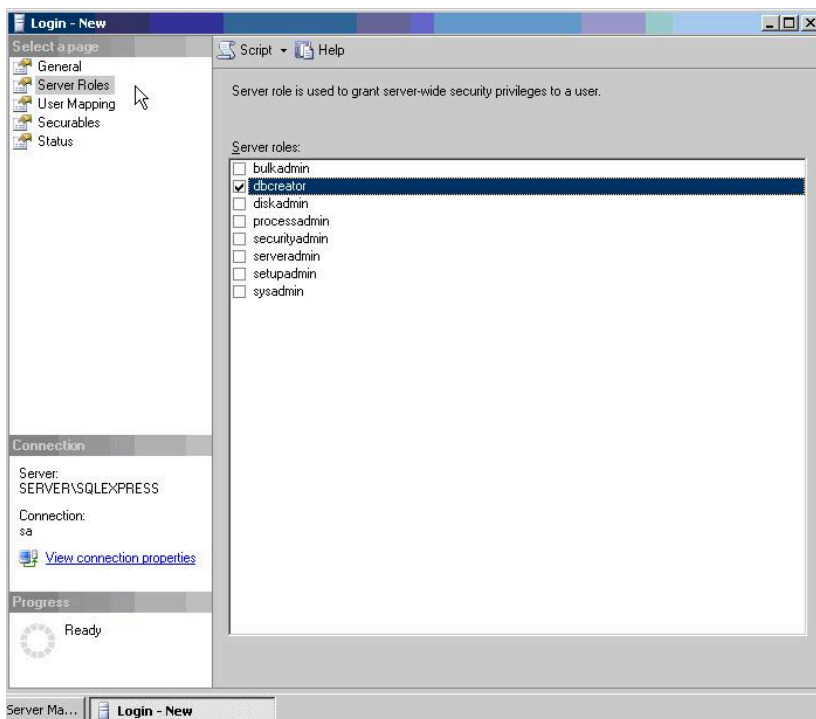 Login - New
Select a page
General
Server Roles
User Mapping
Securables
Status
Script Help
Server role is used to grant server-wide security privileges to a user.
Server roles:
bulkadmin
dbcreator
diskadmin
processadmin
securityadmin
serveradmin
setupadmin
sysadmin
Connection
Server:
SERVER\SQLEXPRESS
Connection:
sa
View connection properties
Progress
Ready
Server Ma...
Login - New